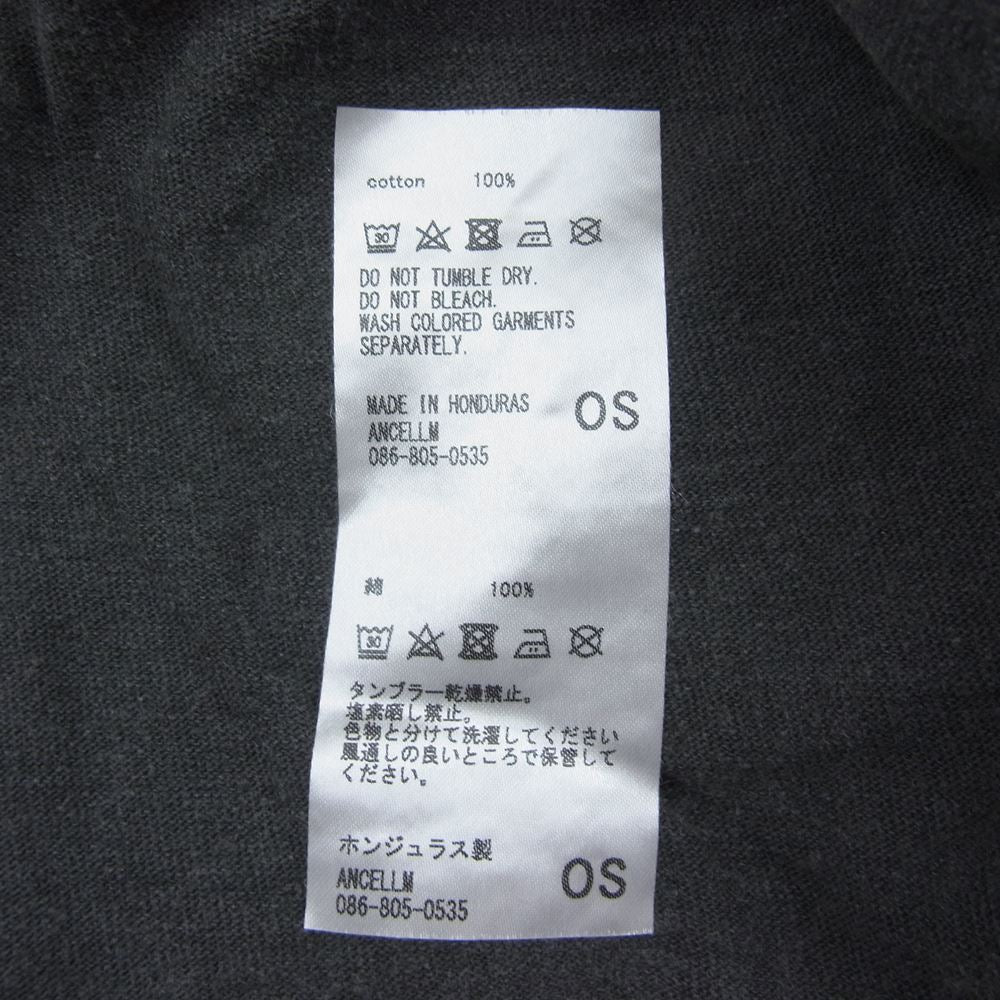 cotton 100%
30
DO NOT TUMBLE DRY.
DO NOT BLEACH.
WASH COLORED GARMENTS
SEPARATELY.
MADE IN HONDURAS
OS
ANCELLM
086-805-0535
綿 100%
30
タンブラー乾燥禁止。
塩素晒し禁止。
色物と分けて洗濯してください
風通しの良いところで保管して
ください。
ホンジュラス製
OS
ANCELLM
086-805-0535